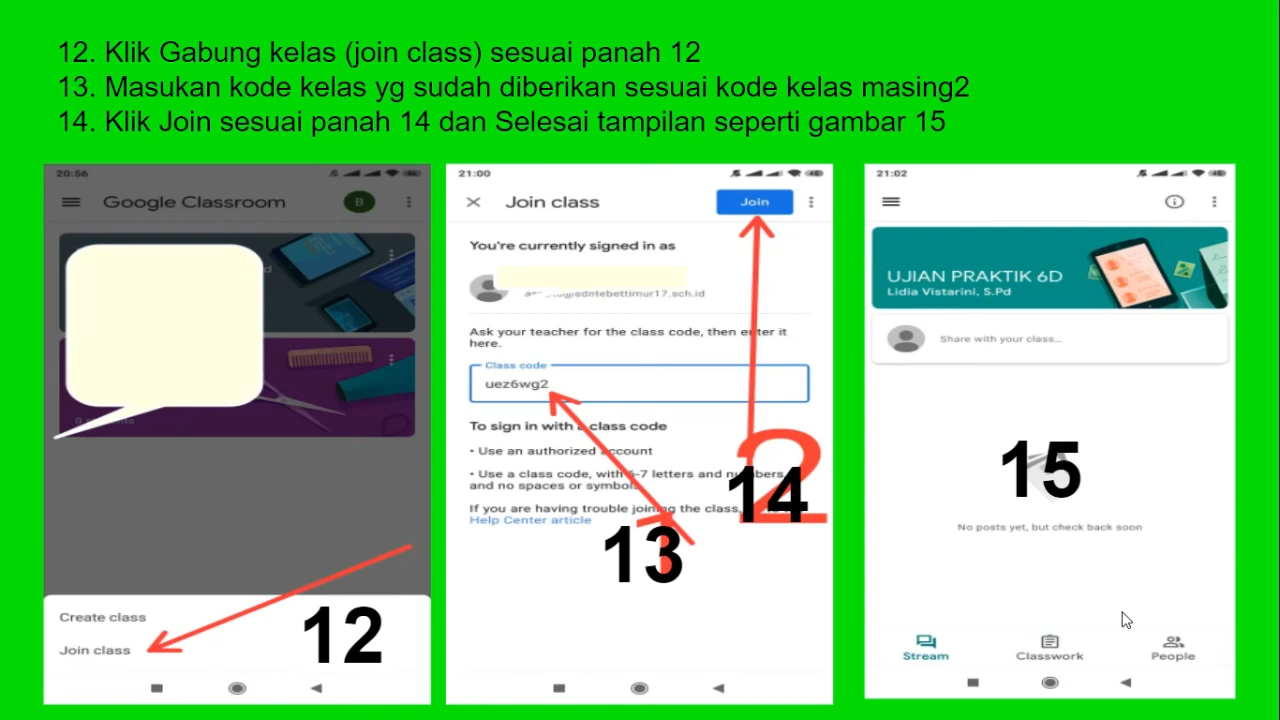 12. Klik Gabung kelas (join class) sesuai panah 12
13. Masukan kode kelas yg sudah diberikan sesuai kode kelas masing2
14. Klik Join sesuai panah 14 dan Selesai tampilan seperti gambar 15
20:56
Google Classroom
B
Create class
Join class
12
21:00
Join class
Join
You're currently signed in as
@sdntebettimur17.sch.id
Ask your teacher for the class code, then enter it
here.
Class code
uez6wg2
To sign in with a class code
• Use an authorized account
• Use a class code, with 6-7 letters and numbers,
and no spaces or symbols
If you are having trouble joining the class,
Help Center article
2
14
13
21:02
UJIAN PRAKTIK 6D
Lidia Vistarini, S.Pd
Share with your class...
15
No posts yet, but check back soon
Stream
Classwork
People